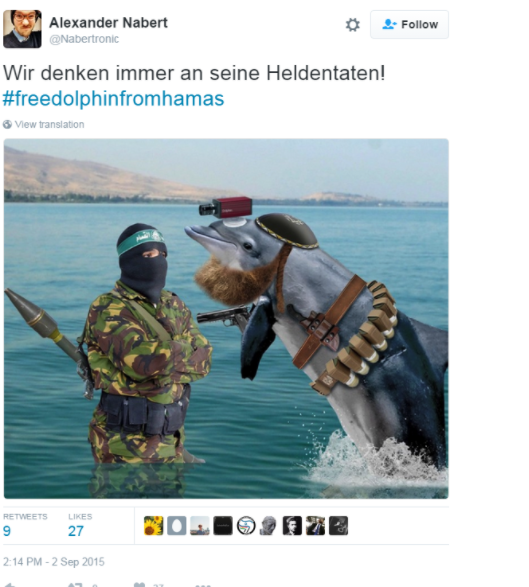 Alexander Nabert
@Nabertronic
Follow
Wir denken immer an seine Heldentaten!
#freedolphinfromhamas
View translation
RETWEETS
LIKES
9
27
2:14 PM - 2 Sep 2015